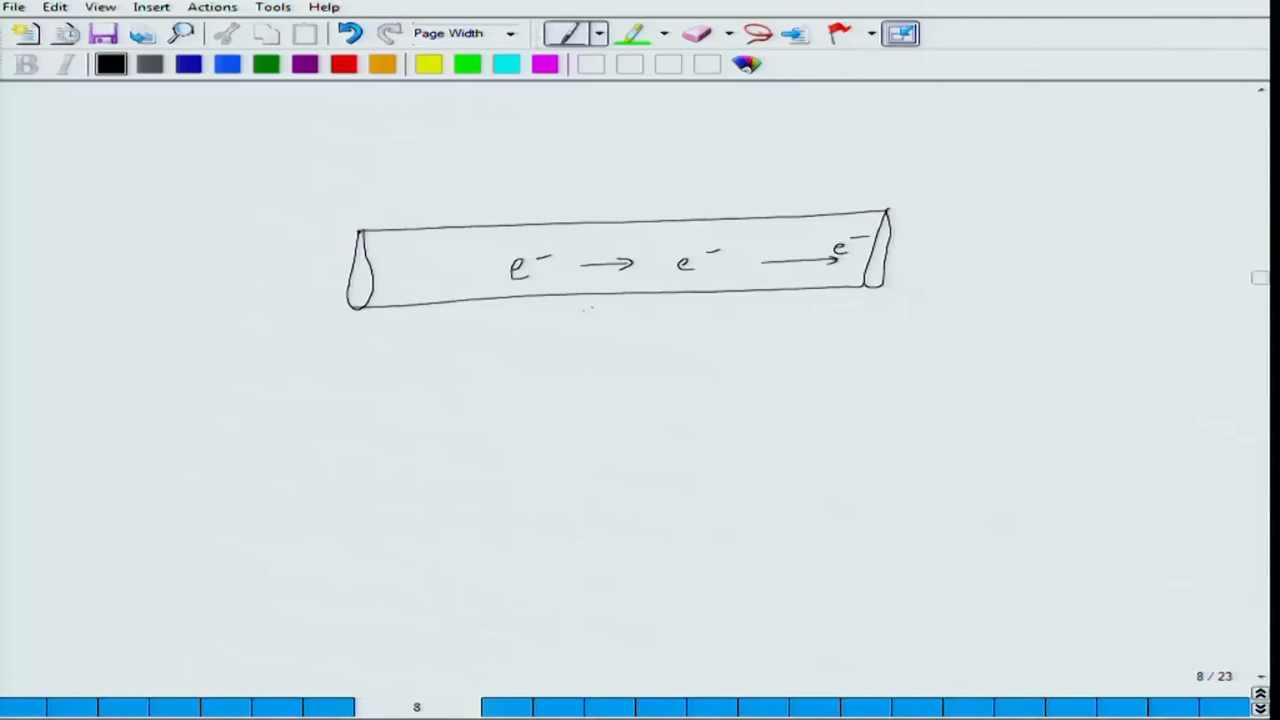 File Edit View Insert Actions Tools Help
Page Width
B I
e⁻ → e⁻ → e⁻
8 / 23
8